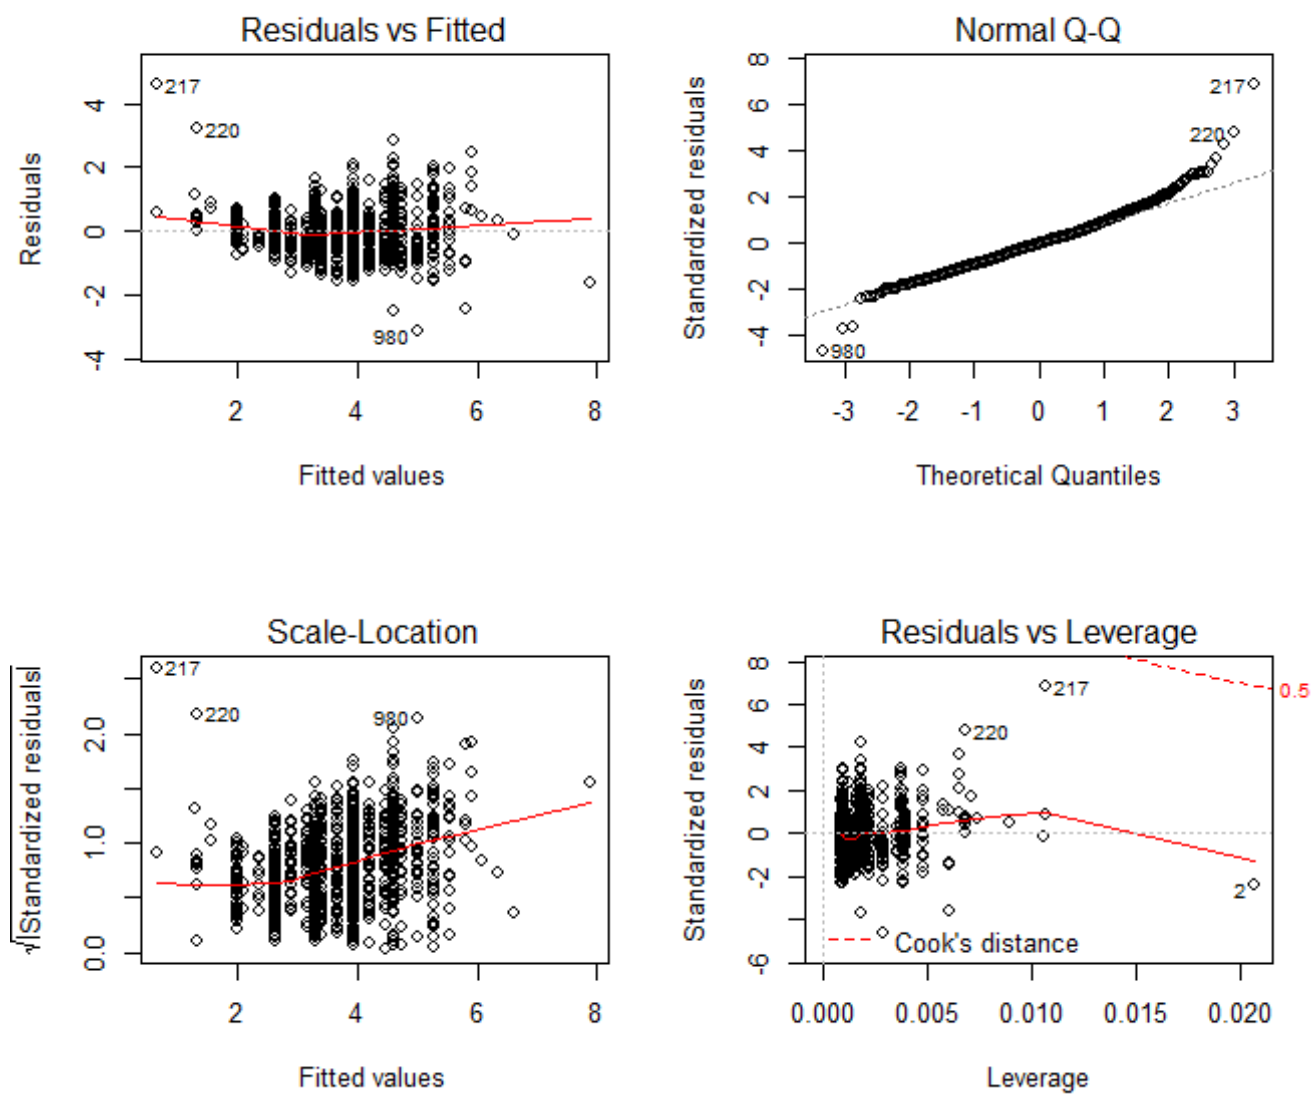 Residuals vs Fitted
Residuals
4
2
0
-2
-4
217
220
980
2 4 6 8
Fitted values
Normal Q-Q
Standardized residuals
8
6
4
2
0
-2
-4
217
220
980
-3 -2 -1 0 1 2 3
Theoretical Quantiles
Scale-Location
√|Standardized residuals|
2.0
1.0
0.0
217
220
980
2 4 6 8
Fitted values
Residuals vs Leverage
Standardized residuals
8
6
4
2
0
-2
-6
217
220
2
0.5
Cook's distance
0.000 0.005 0.010 0.015 0.020
Leverage